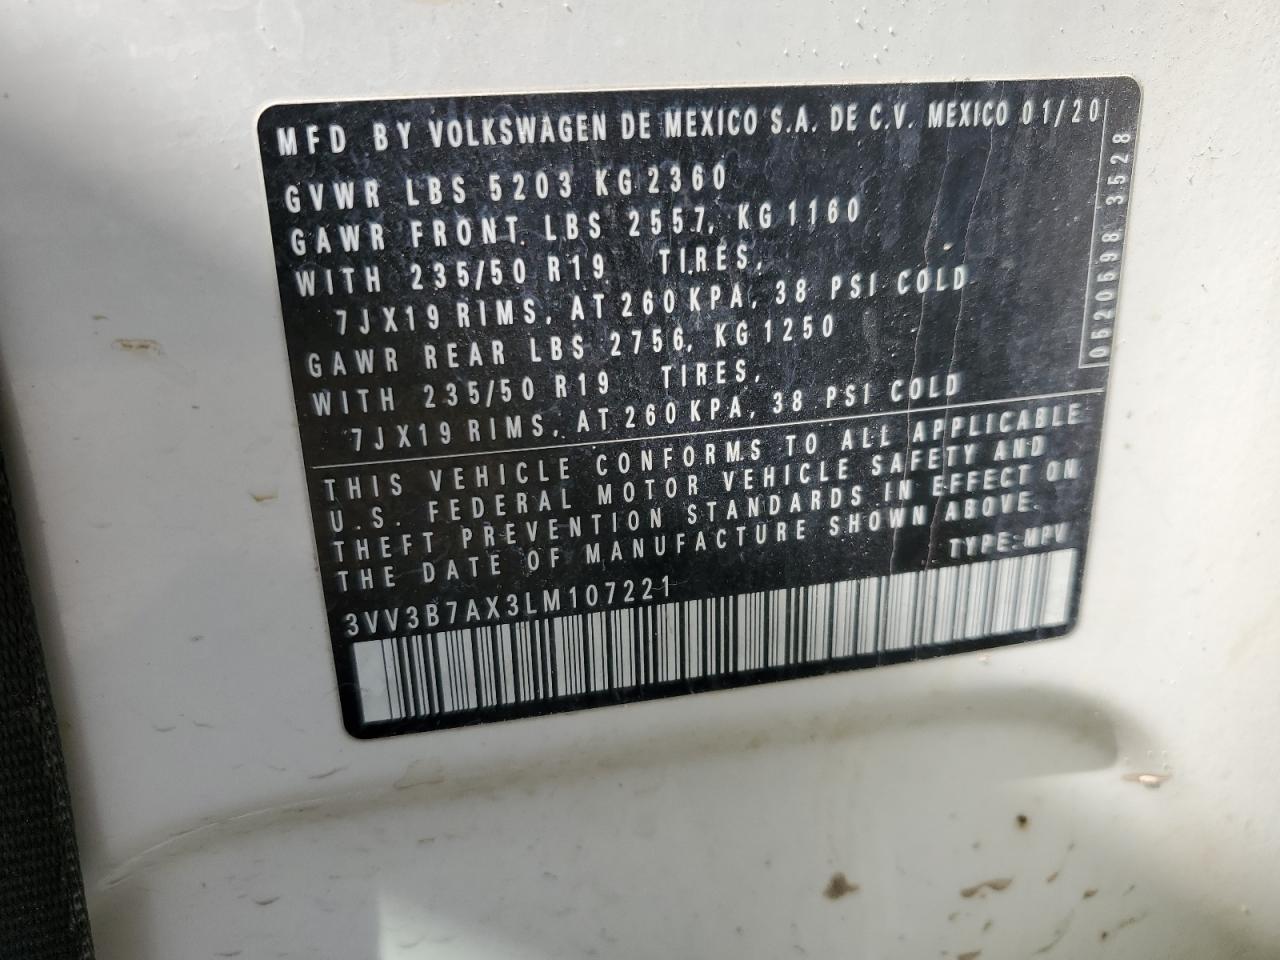 MFD BY VOLKSWAGEN DE MEXICO S.A. DE C.V. MEXICO 01/20
GVWR LBS 5203 KG 2360
GAWR FRONT LBS 2557, KG 1160
WITH 235/50 R19 TIRES,
7JX19 RIMS, AT 260 KPA, 38 PSI COLD
GAWR REAR LBS 2756, KG 1250
WITH 235/50 R19 TIRES,
7JX19 RIMS, AT 260 KPA, 38 PSI COLD
THIS VEHICLE CONFORMS TO ALL APPLICABLE
U.S. FEDERAL MOTOR VEHICLE SAFETY AND
THEFT PREVENTION STANDARDS IN EFFECT ON
THE DATE OF MANUFACTURE SHOWN ABOVE.
TYPE: MPV
3VV3B7AX3LM107221